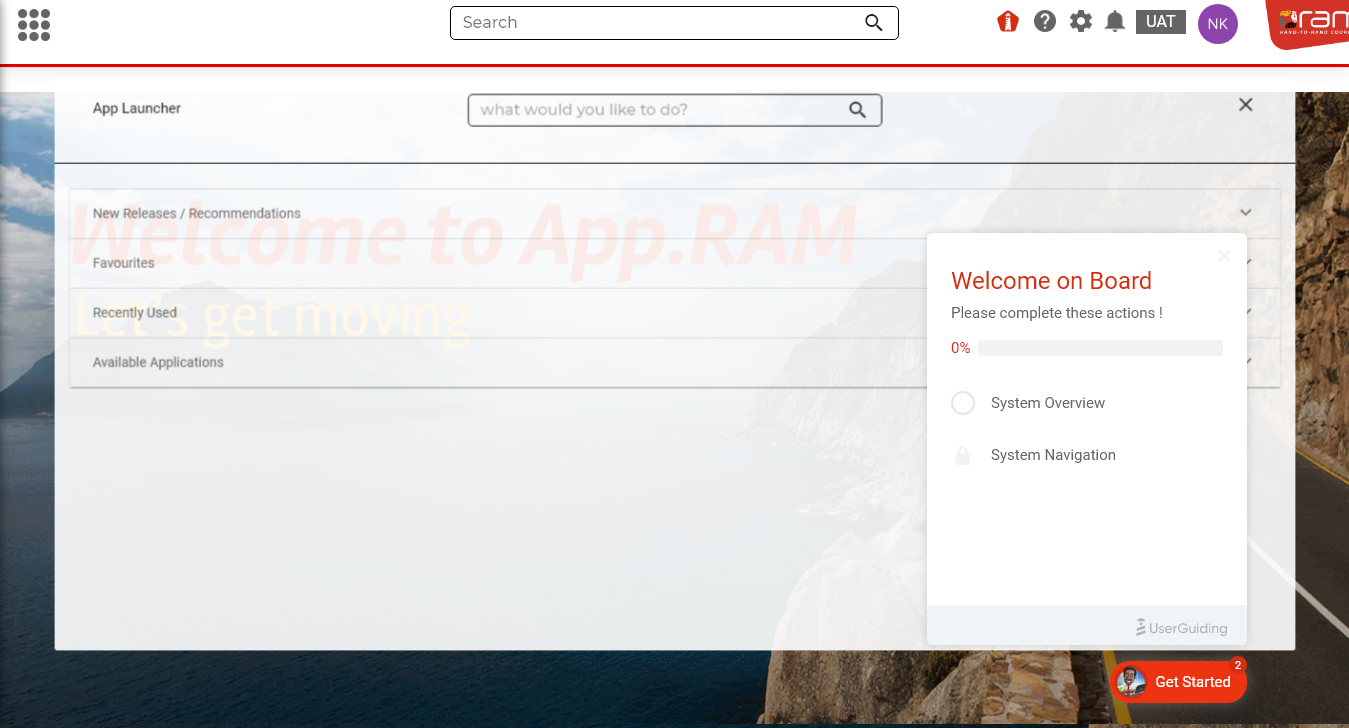 Search
UAT
NK
ram
HAND-TO-HAND COUR
App Launcher
what would you like to do?
New Releases / Recommendations
Welcome to App.RAM
Favourites
Recently Used
Let's get moving
Available Applications
Welcome on Board
Please complete these actions !
0%
System Overview
System Navigation
UserGuiding
2
Get Started